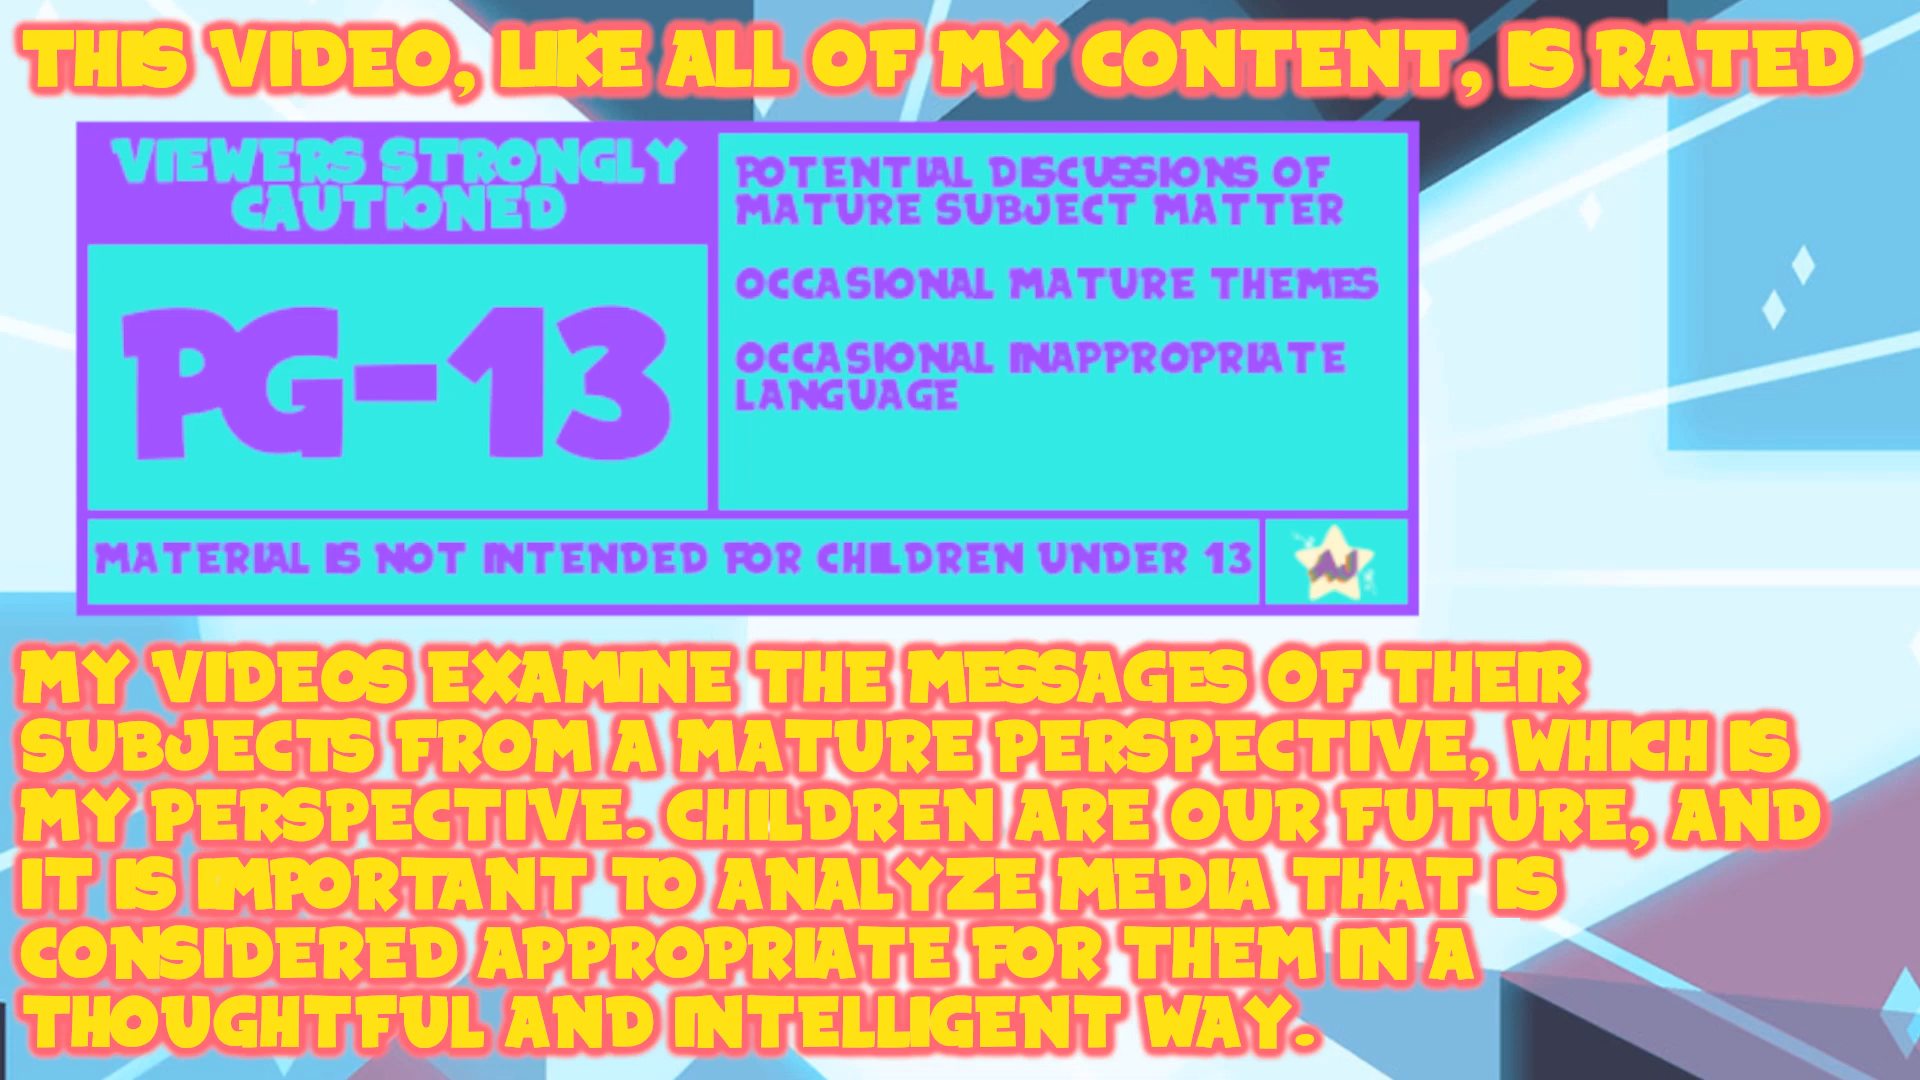 THIS VIDEO, LIKE ALL OF MY CONTENT, IS RATED
VIEWERS STRONGLY
CAUTIONED
PG-13
POTENTIAL DISCUSSIONS OF
MATURE SUBJECT MATTER
OCCASIONAL MATURE THEMES
OCCASIONAL INAPPROPRIATE
LANGUAGE
MATERIAL IS NOT INTENDED FOR CHILDREN UNDER 13
AJ
MY VIDEOS EXAMINE THE MESSAGES OF THEIR
SUBJECTS FROM A MATURE PERSPECTIVE, WHICH IS
MY PERSPECTIVE. CHILDREN ARE OUR FUTURE, AND
IT IS IMPORTANT TO ANALYZE MEDIA THAT IS
CONSIDERED APPROPRIATE FOR THEM IN A
THOUGHTFUL AND INTELLIGENT WAY.